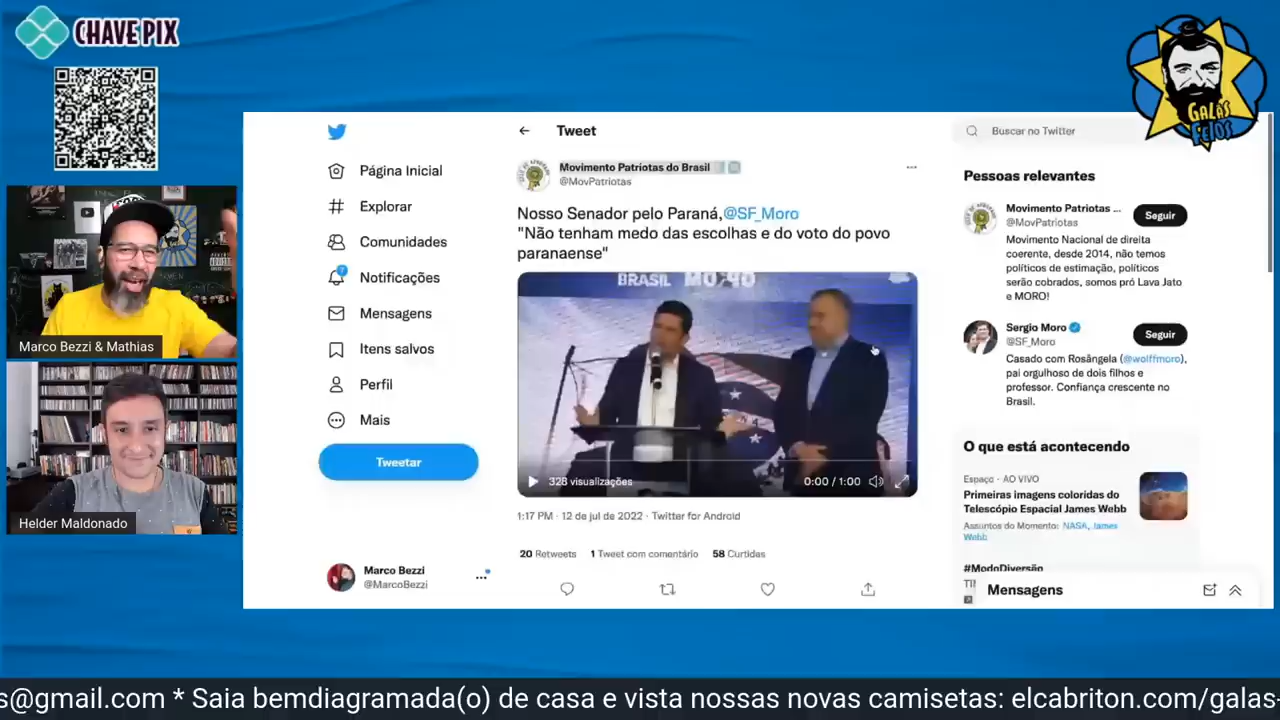 CHAVE PIX
GALÃS
FEIOS
Marco Bezzi & Mathias
Helder Maldonado
Página Inicial
Explorar
Comunidades
Notificações
Mensagens
Itens salvos
Perfil
Mais
Tweetar
Marco Bezzi
@MarcoBezzi
Tweet
Movimento Patriotas do Brasil
@MovPatriotas
Nosso Senador pelo Paraná,@SF_Moro
"Não tenham medo das escolhas e do voto do povo
paranaense"
BRASIL MORO
328 visualizações
0:00 / 1:00
1:17 PM · 12 de jul de 2022 · Twitter for Android
20 Retweets 1 Tweet com comentário 58 Curtidas
Buscar no Twitter
Pessoas relevantes
Movimento Patriotas ...
@MovPatriotas
Seguir
Movimento Nacional de direita
coerente, desde 2014, não temos
políticos de estimação, políticos
serão cobrados, somos pró Lava Jato
e MORO!
Sergio Moro
@SF_Moro
Seguir
Casado com Rosângela (@wolffmoro),
pai orgulhoso de dois filhos e
professor. Confiança crescente no
Brasil.
O que está acontecendo
Espaço · AO VIVO
Primeiras imagens coloridas do
Telescópio Espacial James Webb
Assuntos do Momento: NASA, James
Webb
#ModoDiversão
Mensagens
s@gmail.com * Saia bemdiagramada(o) de casa e vista nossas novas camisetas: elcabriton.com/galas-